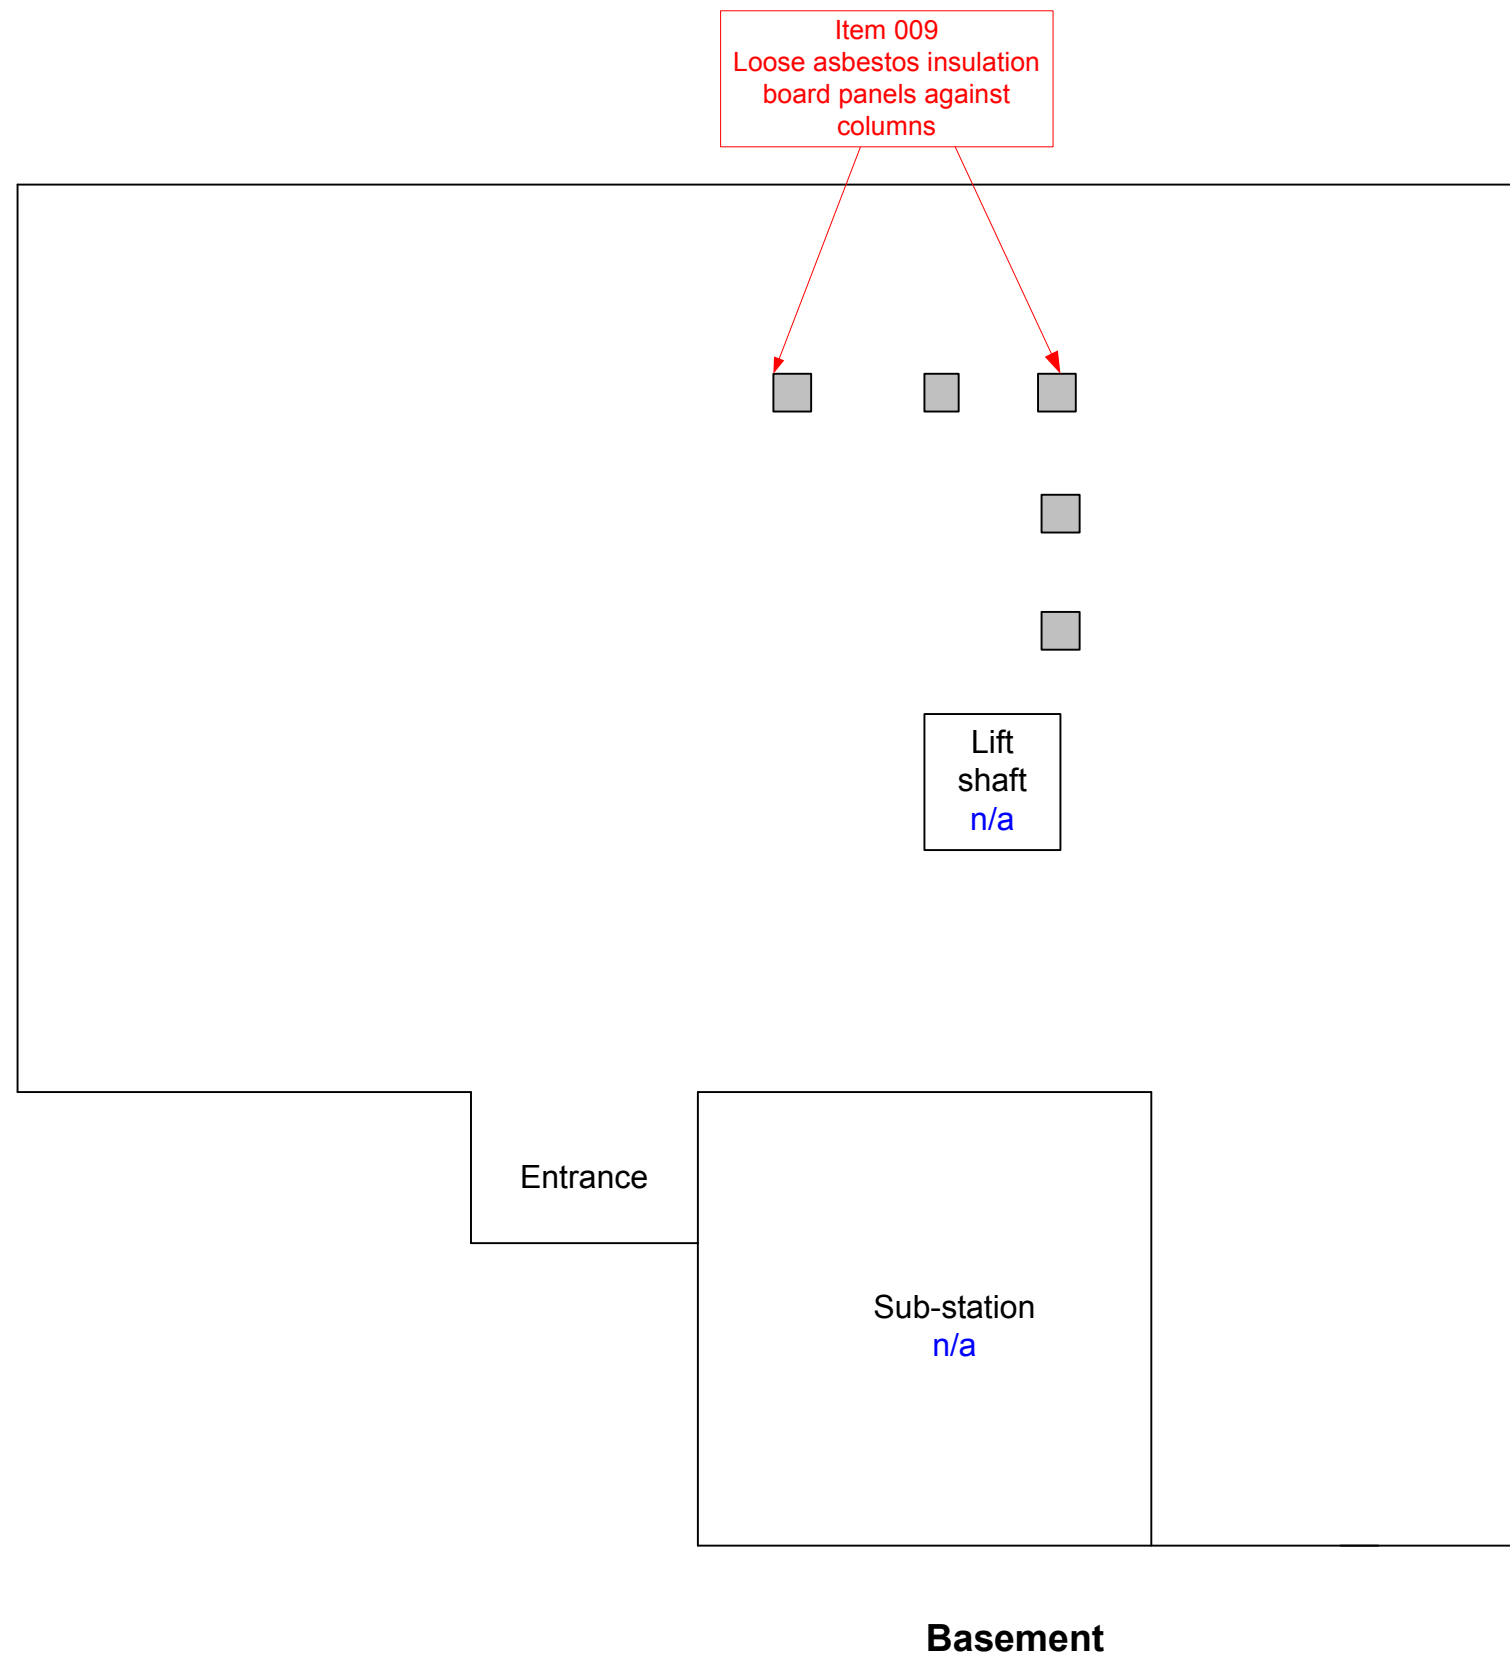 Item 009
Loose asbestos insulation
board panels against
columns
Lift
shaft
n/a
Entrance
Sub-station
n/a
Basement